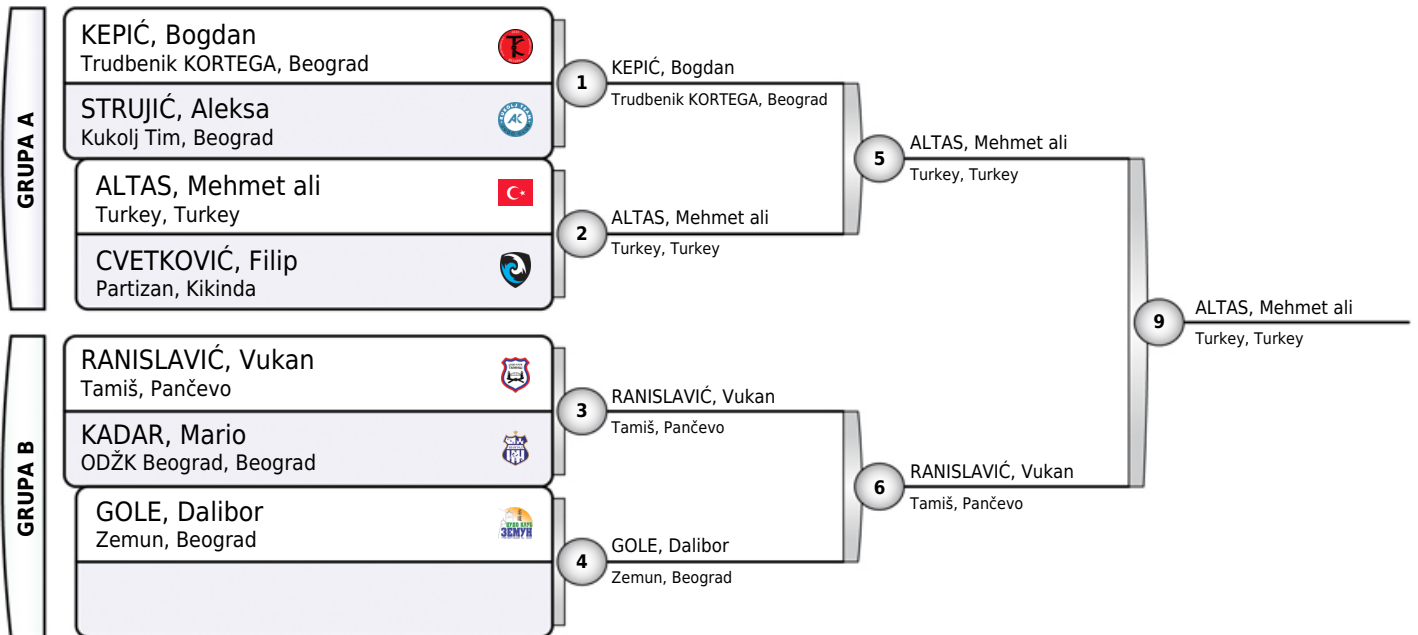 GRUPA A
KEPIĆ, Bogdan
Trudbenik KORTEGA, Beograd
STRUJIĆ, Aleksa
Kukolj Tim, Beograd
AK
ALTAS, Mehmet ali
Turkey, Turkey
CVETKOVIĆ, Filip
Partizan, Kikinda
1
KEPIĆ, Bogdan
Trudbenik KORTEGA, Beograd
2
ALTAS, Mehmet ali
Turkey, Turkey
5
ALTAS, Mehmet ali
Turkey, Turkey
GRUPA B
RANISLAVIĆ, Vukan
Tamiš, Pančevo
KADAR, Mario
ODŽK Beograd, Beograd
GOLE, Dalibor
Zemun, Beograd
ЗЕМУН
3
RANISLAVIĆ, Vukan
Tamiš, Pančevo
4
GOLE, Dalibor
Zemun, Beograd
6
RANISLAVIĆ, Vukan
Tamiš, Pančevo
9
ALTAS, Mehmet ali
Turkey, Turkey